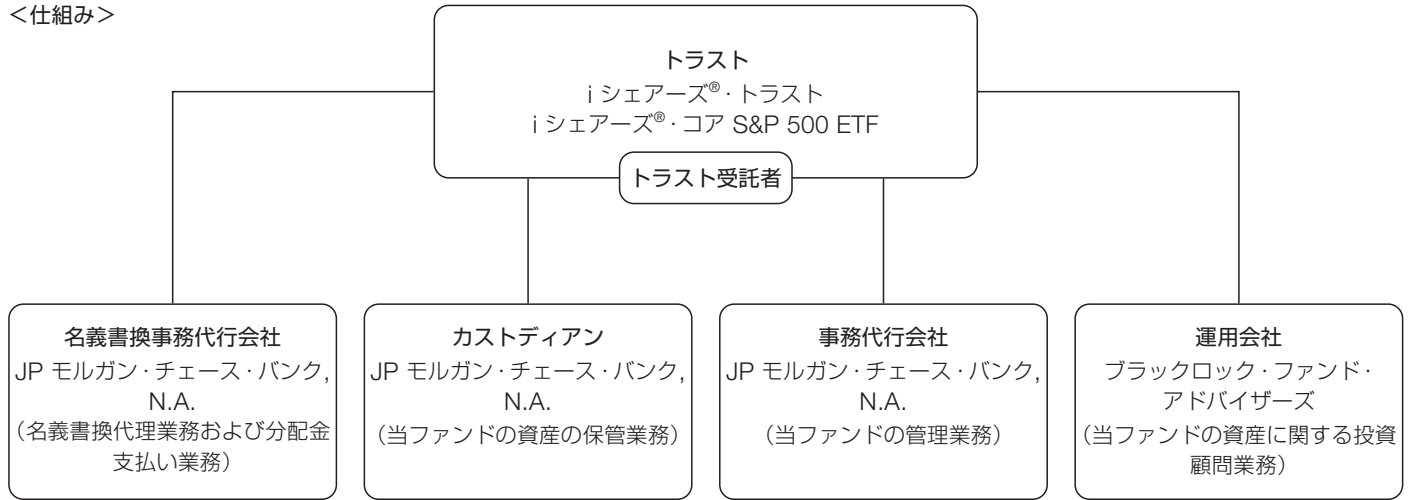 ＜仕組み＞
トラスト
i シェアーズ®・トラスト
i シェアーズ®・コア S&P 500 ETF
トラスト受託者
名義書換事務代行会社
JP モルガン・チェース・バンク,
N.A.
（名義書換代理業務および分配金
支払い業務）
カストディアン
JP モルガン・チェース・バンク,
N.A.
（当ファンドの資産の保管業務）
事務代行会社
JP モルガン・チェース・バンク,
N.A.
（当ファンドの管理業務）
運用会社
ブラックロック・ファンド・
アドバイザーズ
（当ファンドの資産に関する投資
顧問業務）